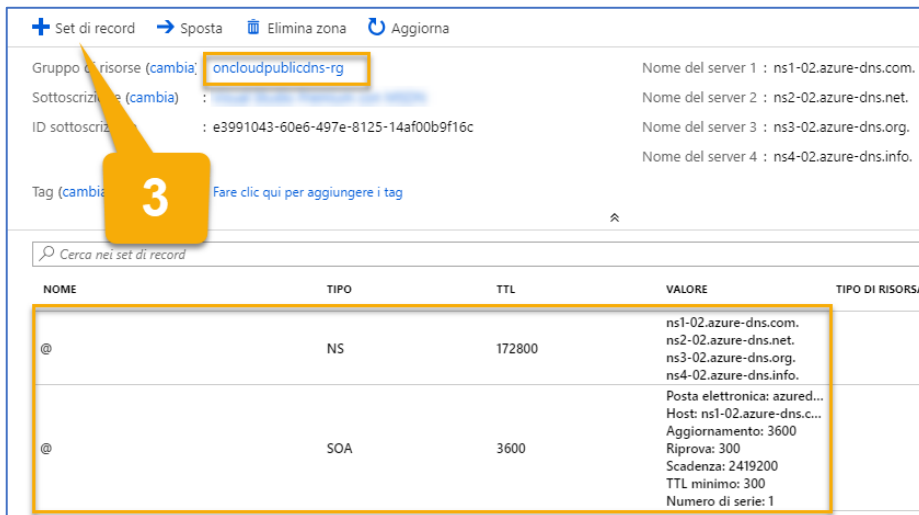 Set di record Sposta Elimina zona Aggiorna
Gruppo di risorse (cambia) oncloudpublicdns-rg
Sottoscrizione (cambia) :
ID sottoscrizione : e3991043-60e6-497e-8125-14af00b9f16c
Tag (cambia Fare clic qui per aggiungere i tag
3
Nome del server 1 : ns1-02.azure-dns.com.
Nome del server 2 : ns2-02.azure-dns.net.
Nome del server 3 : ns3-02.azure-dns.org.
Nome del server 4 : ns4-02.azure-dns.info.
Cerca nei set di record
NOME TIPO TTL VALORE TIPO DI RISORSA
@ NS 172800
ns1-02.azure-dns.com.
ns2-02.azure-dns.net.
ns3-02.azure-dns.org.
ns4-02.azure-dns.info.
@ SOA 3600
Posta elettronica: azured...
Host: ns1-02.azure-dns.c...
Aggiornamento: 3600
Riprova: 300
Scadenza: 2419200
TTL minimo: 300
Numero di serie: 1